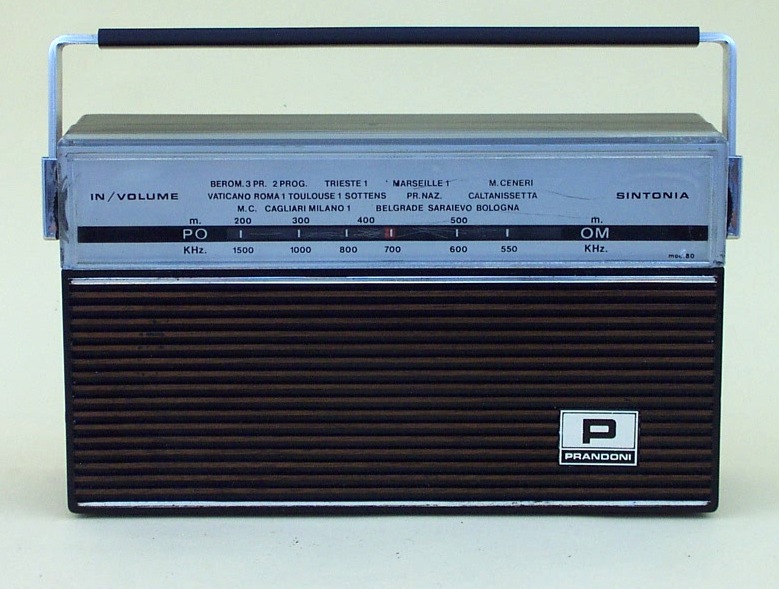 BEROM. 3 PR. 2 PROG. TRIESTE 1 MARSEILLE 1 M. CENERI
IN/VOLUME VATICANO ROMA 1 TOULOUSE 1 SOTTENS PR. NAZ. CALTANISSETTA SINTONIA
M.C. CAGLIARI MILANO 1 BELGRADE SARAIEVO BOLOGNA
m. 200 300 400 500 m.
PO OM
KHz. 1500 1000 800 700 600 550 KHz.
mod. 80
P
PRANDONI